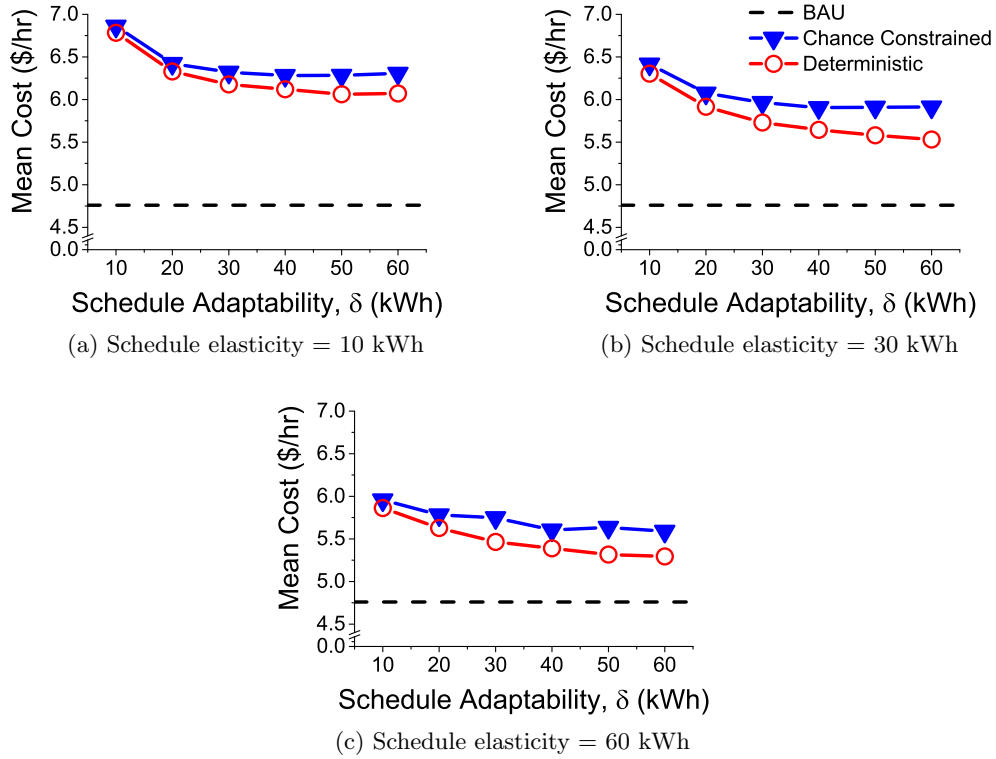 7.0
6.5
6.0
5.5
5.0
4.5
0.0
Mean Cost ($/hr)
10 20 30 40 50 60
Schedule Adaptability, δ (kWh)
(a) Schedule elasticity = 10 kWh
BAU
Chance Constrained
Deterministic
7.0
6.5
6.0
5.5
5.0
4.5
0.0
Mean Cost ($/hr)
10 20 30 40 50 60
Schedule Adaptability, δ (kWh)
(b) Schedule elasticity = 30 kWh
7.0
6.5
6.0
5.5
5.0
4.5
0.0
Mean Cost ($/hr)
10 20 30 40 50 60
Schedule Adaptability, δ (kWh)
(c) Schedule elasticity = 60 kWh